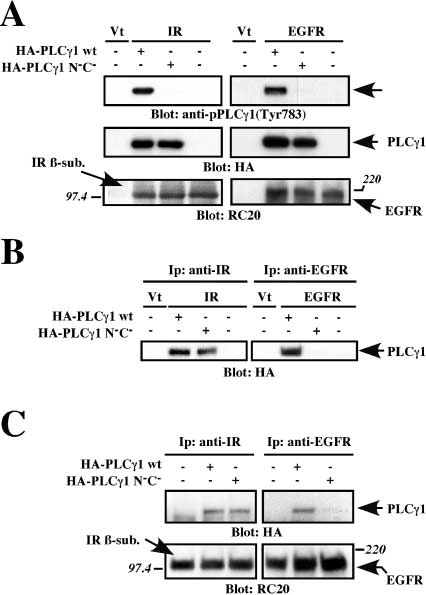 A
Vt IR Vt EGFR
HA-PLCγ1 wt - + - - - + - -
HA-PLCγ1 N⁻C⁻ - - + - - - + -
Blot: anti-pPLCγ1(Tyr783)
PLCγ1
Blot: HA
IR ß-sub.
97.4
220
EGFR
Blot: RC20
B
Ip: anti-IR Ip: anti-EGFR
Vt IR Vt EGFR
HA-PLCγ1 wt - + - - - + - -
HA-PLCγ1 N⁻C⁻ - - + - - - + -
PLCγ1
Blot: HA
C
Ip: anti-IR Ip: anti-EGFR
HA-PLCγ1 wt - + - - + -
HA-PLCγ1 N⁻C⁻ - - + - - +
PLCγ1
Blot: HA
IR ß-sub.
97.4
220
EGFR
Blot: RC20